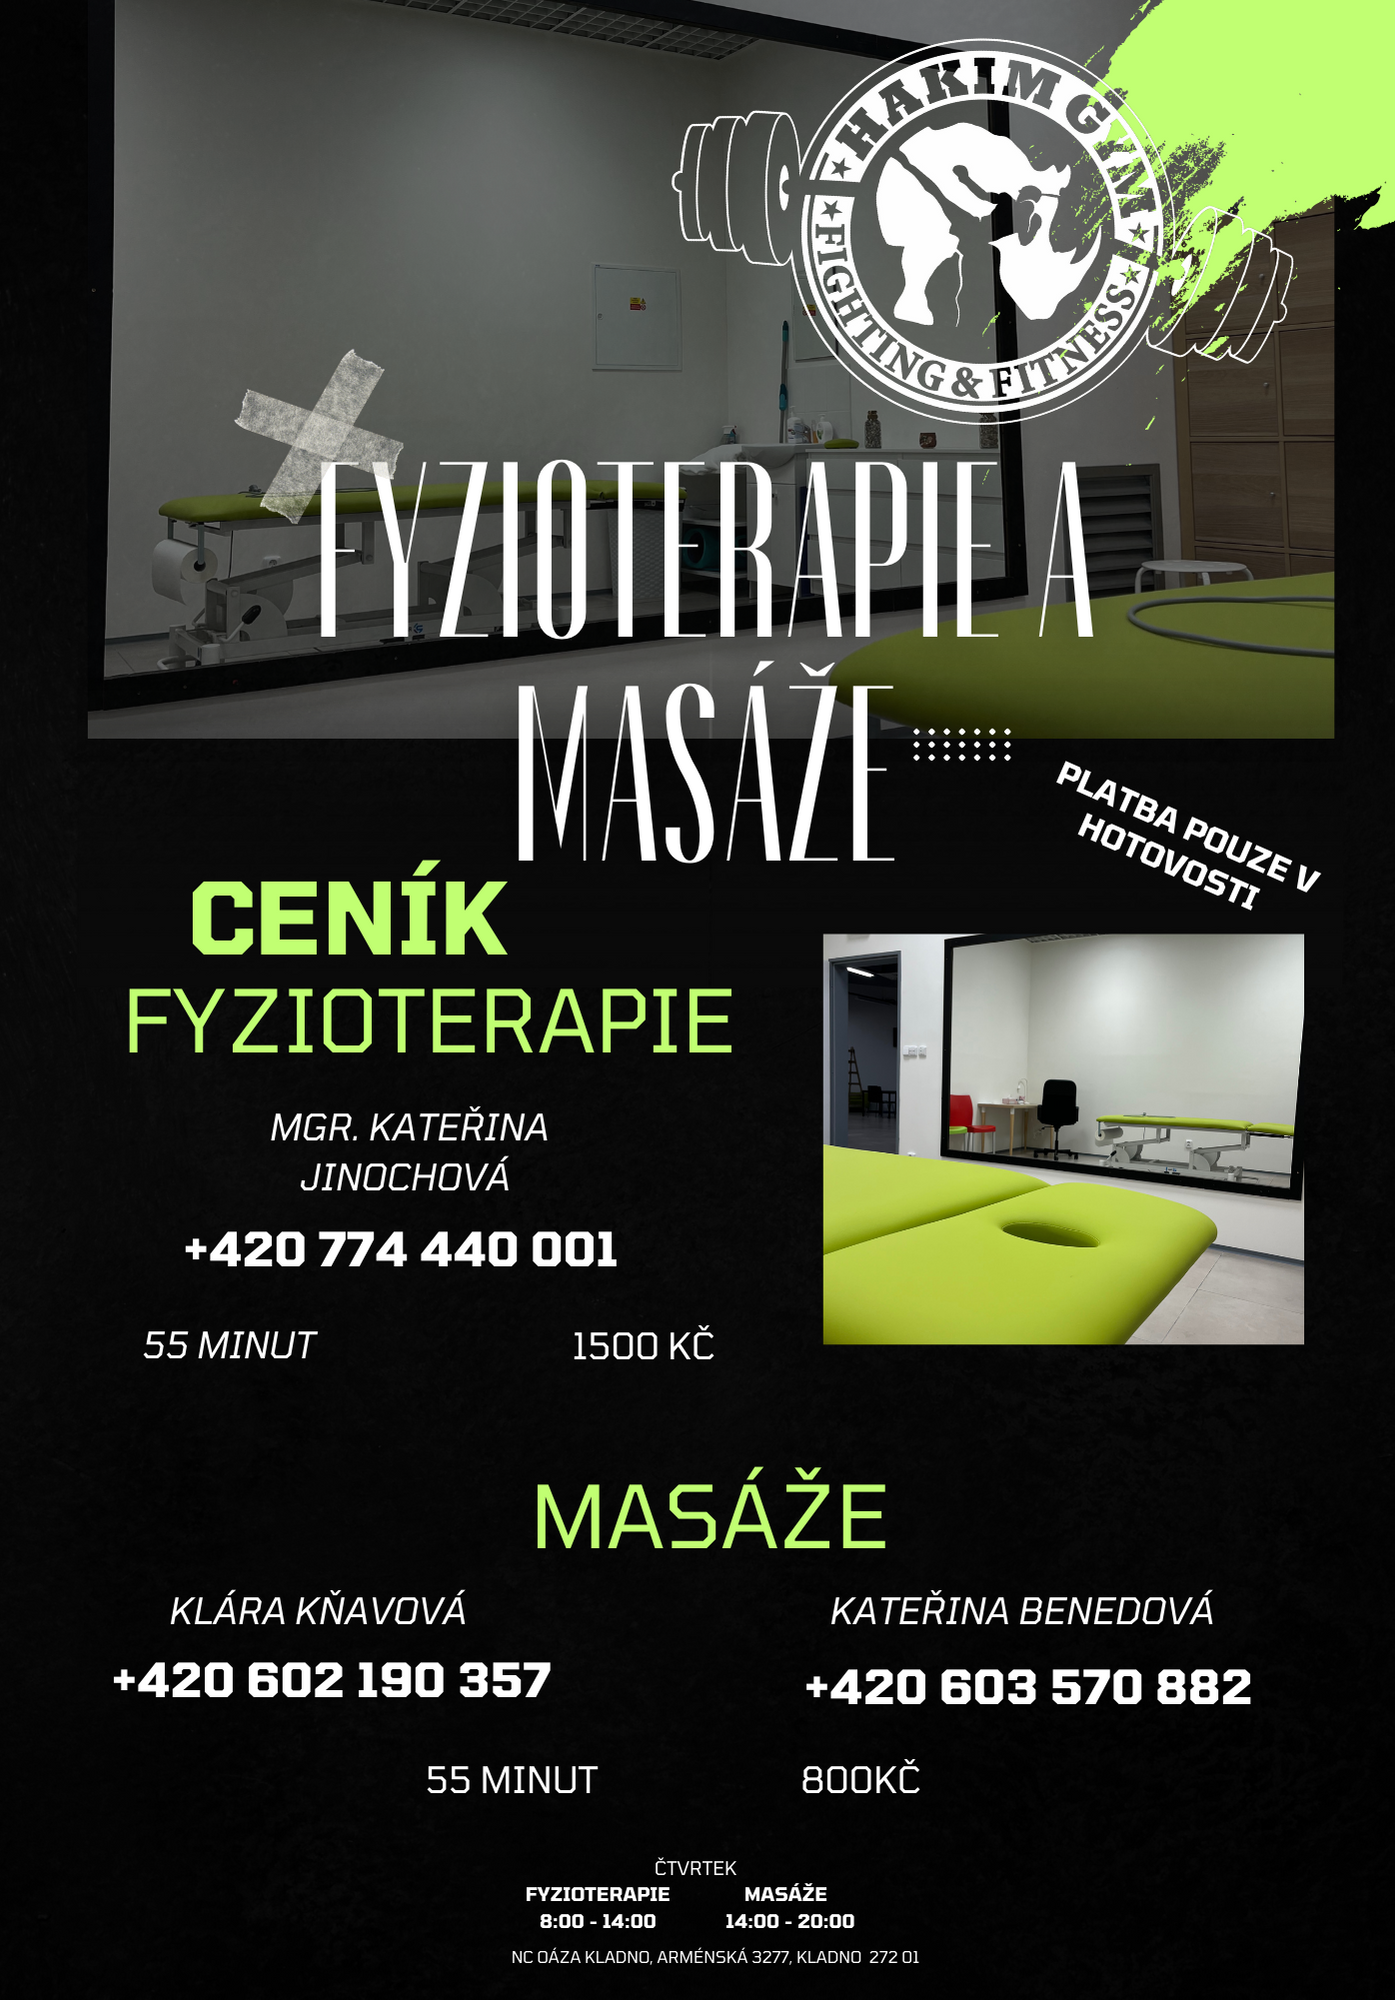 HAKIM GYM
FIGHTING & FITNESS
FYZIOTERAPIE A
MASÁŽE
PLATBA POUZE V
HOTOVOSTI
CENÍK
FYZIOTERAPIE
MGR. KATEŘINA
JINOCHOVÁ
+420 774 440 001
55 MINUT 1500 KČ
MASÁŽE
KLÁRA KŇAVOVÁ KATEŘINA BENEDOVÁ
+420 602 190 357 +420 603 570 882
55 MINUT 800KČ
ČTVRTEK
FYZIOTERAPIE MASÁŽE
8:00 - 14:00 14:00 - 20:00
NC OÁZA KLADNO, ARMÉNSKÁ 3277, KLADNO 272 01